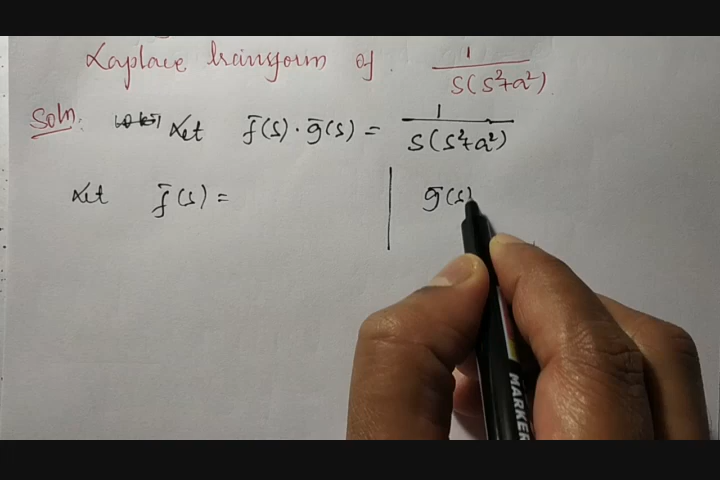 Laplace transform of 1/(s(s²+a²))
Soln: Let f̄(s)·ḡ(s) = 1/(s(s²+a²))
Let f̄(s) = | ḡ(s)
MARKER